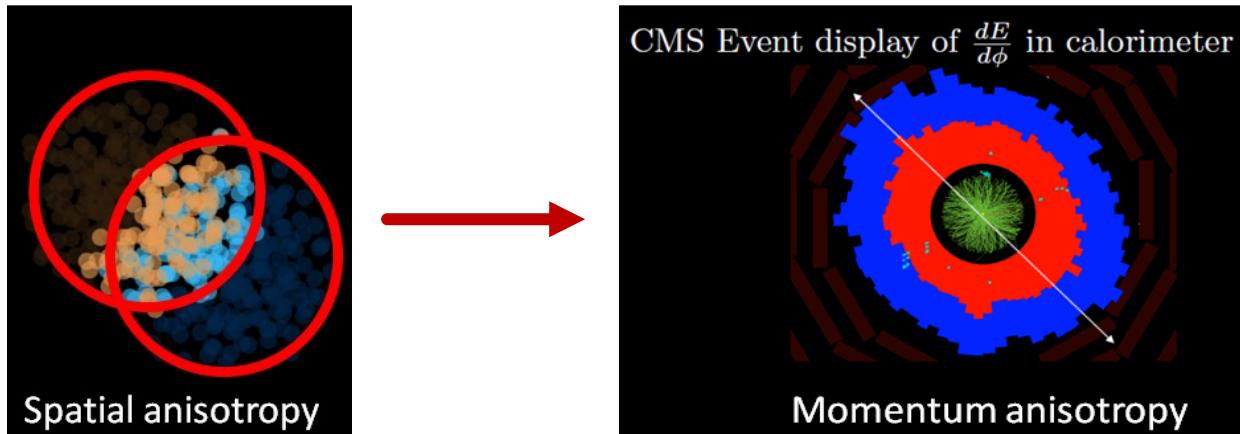 CMS Event display of $\frac{dE}{d\phi}$ in calorimeter
Spatial anisotropy
Momentum anisotropy